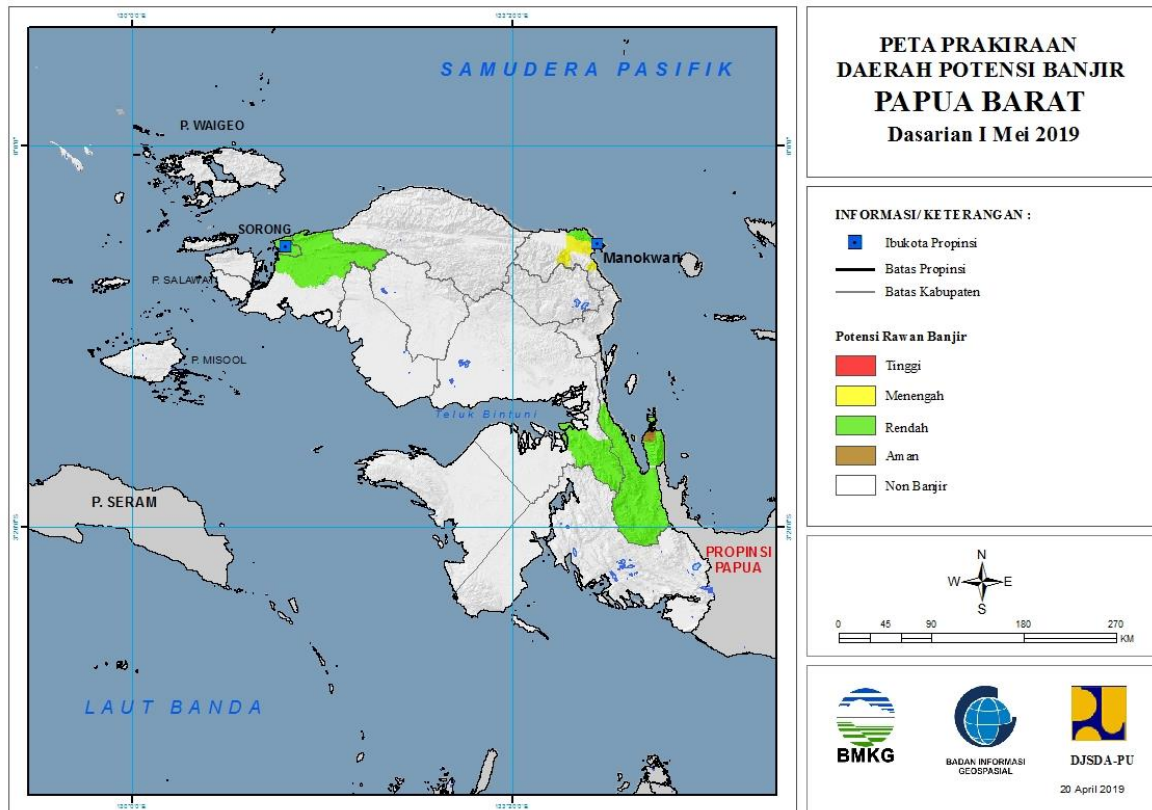 SAMUDERA PASIFIK
P. WAIGEO
SORONG
Manokwari
P. MISOOL
Teluk Bintuni
P. SERAM
PROPINSI
PAPUA
LAUT BANDA
PETA PRAKIRAAN
DAERAH POTENSI BANJIR
PAPUA BARAT
Dasarian I Mei 2019
INFORMASI/ KETERANGAN :
Ibukota Propinsi
Batas Propinsi
Batas Kabupaten
Potensi Rawan Banjir
Tinggi
Menengah
Rendah
Aman
Non Banjir
N
W E
S
0 45 90 180 270
KM
BMKG
BADAN INFORMASI
GEOSPASIAL
DJSDA-PU
20 April 2019